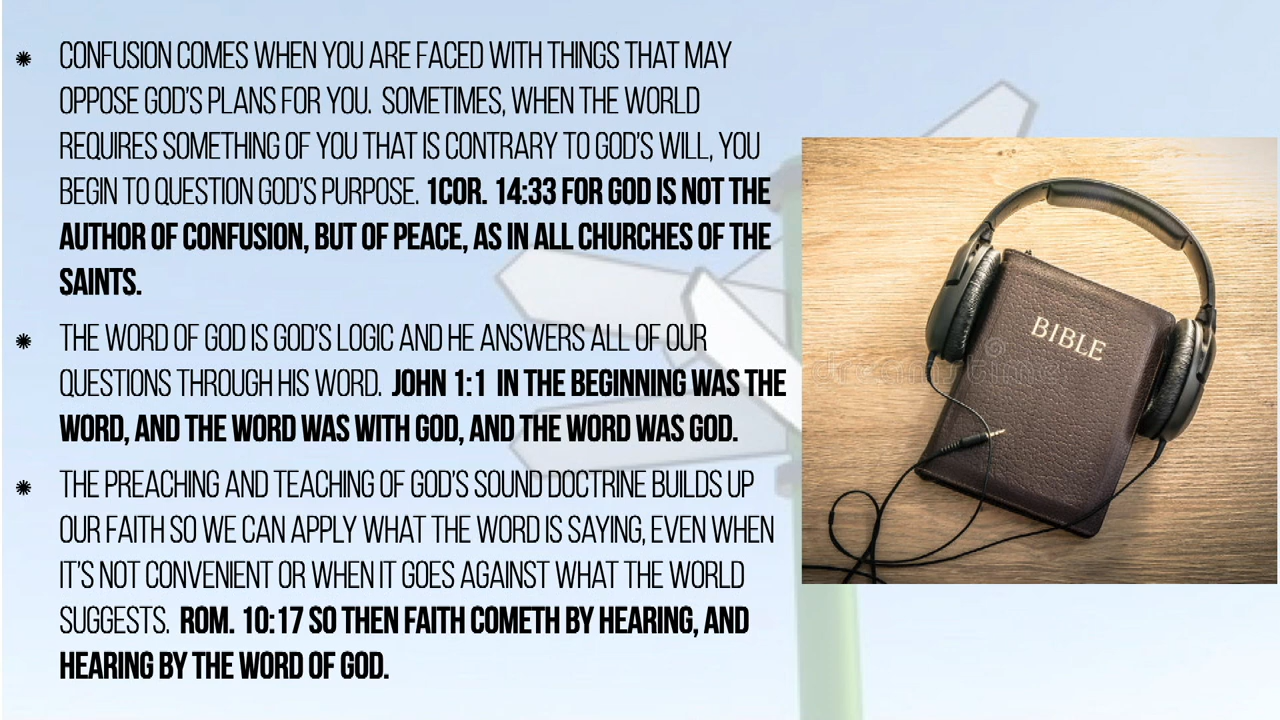 CONFUSION COMES WHEN YOU ARE FACED WITH THINGS THAT MAY
OPPOSE GOD'S PLANS FOR YOU. SOMETIMES, WHEN THE WORLD
REQUIRES SOMETHING OF YOU THAT IS CONTRARY TO GOD'S WILL, YOU
BEGIN TO QUESTION GOD'S PURPOSE. 1COR. 14:33 FOR GOD IS NOT THE
AUTHOR OF CONFUSION, BUT OF PEACE, AS IN ALL CHURCHES OF THE
SAINTS.
THE WORD OF GOD IS GOD'S LOGIC AND HE ANSWERS ALL OF OUR
QUESTIONS THROUGH HIS WORD. JOHN 1:1 IN THE BEGINNING WAS THE
WORD, AND THE WORD WAS WITH GOD, AND THE WORD WAS GOD.
THE PREACHING AND TEACHING OF GOD'S SOUND DOCTRINE BUILDS UP
OUR FAITH SO WE CAN APPLY WHAT THE WORD IS SAYING, EVEN WHEN
IT'S NOT CONVENIENT OR WHEN IT GOES AGAINST WHAT THE WORLD
SUGGESTS. ROM. 10:17 SO THEN FAITH COMETH BY HEARING, AND
HEARING BY THE WORD OF GOD.
BIBLE
dreamstime